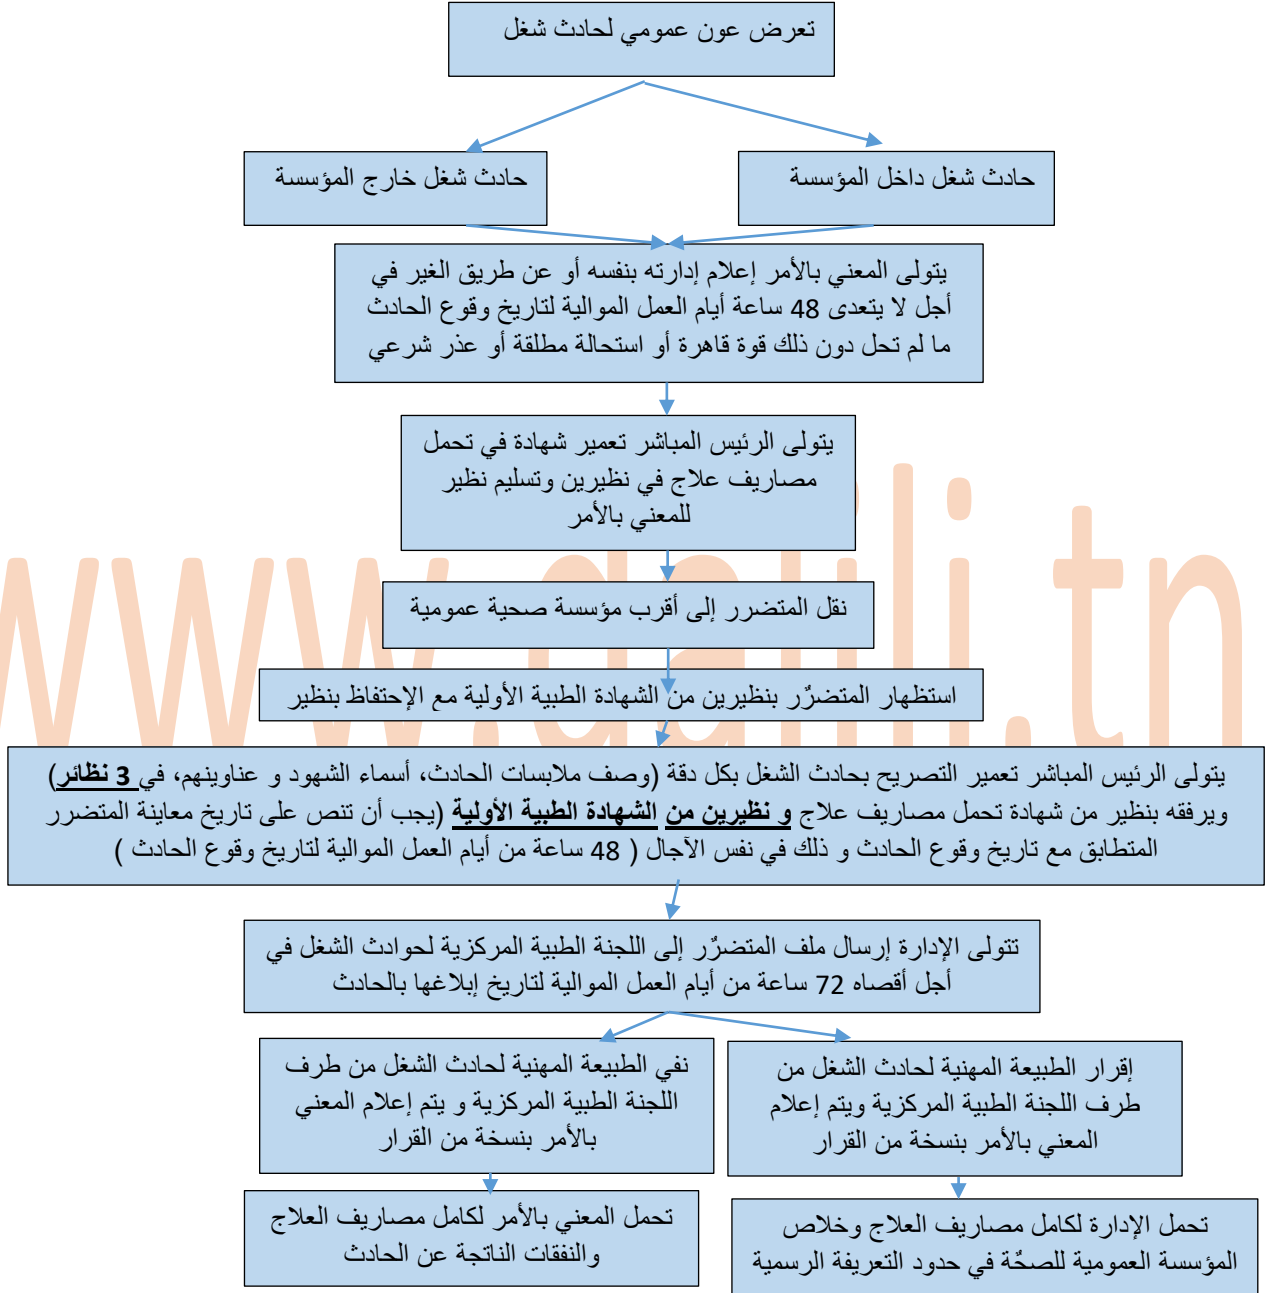 تعرض عون عمومي لحادث شغل
حادث شغل داخل المؤسسة
حادث شغل خارج المؤسسة
يتولى المعني بالأمر إعلام إدارته بنفسه أو عن طريق الغير في
أجل لا يتعدى 48 ساعة أيام العمل الموالية لتاريخ وقوع الحادث
ما لم تحل دون ذلك قوة قاهرة أو استحالة مطلقة أو عذر شرعي
يتولى الرئيس المباشر تعمير شهادة في تحمل
مصاريف علاج في نظيرين وتسليم نظير
للمعني بالأمر
نقل المتضرر إلى أقرب مؤسسة صحية عمومية
استظهار المتضرٌر بنظيرين من الشهادة الطبية الأولية مع الإحتفاظ بنظير
يتولى الرئيس المباشر تعمير التصريح بحادث الشغل بكل دقة (وصف ملابسات الحادث، أسماء الشهود و عناوينهم، في 3 نظائر)
ويرفقه بنظير من شهادة تحمل مصاريف علاج و نظيرين من الشهادة الطبية الأولية (يجب أن تنص على تاريخ معاينة المتضرر
المتطابق مع تاريخ وقوع الحادث و ذلك في نفس الآجال ( 48 ساعة من أيام العمل الموالية لتاريخ وقوع الحادث )
تتولى الإدارة إرسال ملف المتضرٌر إلى اللجنة الطبية المركزية لحوادث الشغل في
أجل أقصاه 72 ساعة من أيام العمل الموالية لتاريخ إبلاغها بالحادث
إقرار الطبيعة المهنية لحادث الشغل من
طرف اللجنة الطبية المركزية ويتم إعلام
المعني بالأمر بنسخة من القرار
نفي الطبيعة المهنية لحادث الشغل من طرف
اللجنة الطبية المركزية و يتم إعلام المعني
بالأمر بنسخة من القرار
تحمل الإدارة لكامل مصاريف العلاج وخلاص
المؤسسة العمومية للصحٌة في حدود التعريفة الرسمية
تحمل المعني بالأمر لكامل مصاريف العلاج
والنفقات الناتجة عن الحادث